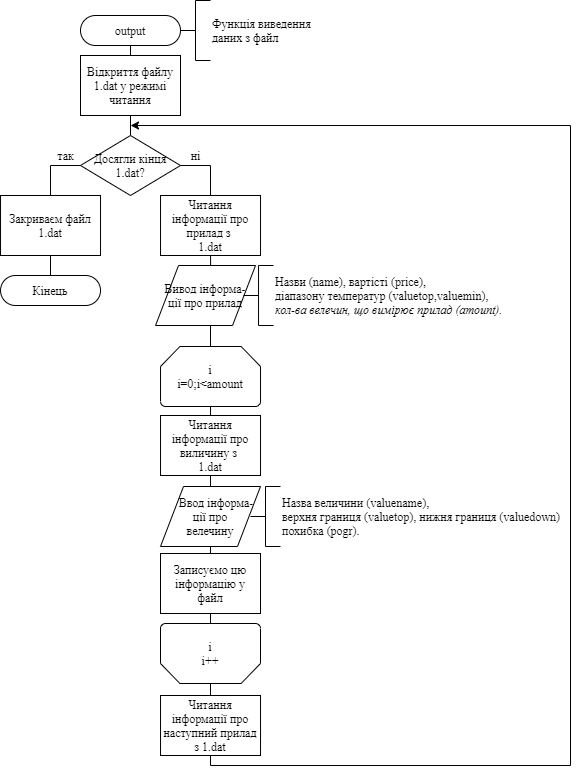 output
Функція виведення
даних з файл
Відкриття файлу
1.dat у режимі
читання
так
Досягли кінця
1.dat?
ні
Закриваєм файл
1.dat
Читання
інформації про
прилад з
1.dat
Кінець
Вивод інформа-
ції про прилад
Назви (name), вартісті (price),
діапазону температур (valuetop,valuemin),
кол-ва велечин, що вимірює прилад (amount).
i
i=0;i<amount
Читання
інформації про
виличину з
1.dat
Ввод інформа-
ції про
велечину
Назва величини (valuename),
верхня границя (valuetop), нижня границя (valuedown)
похибка (pogr).
Записуємо цю
інформацію у
файл
i
i++
Читання
інформації про
наступний прилад
з 1.dat